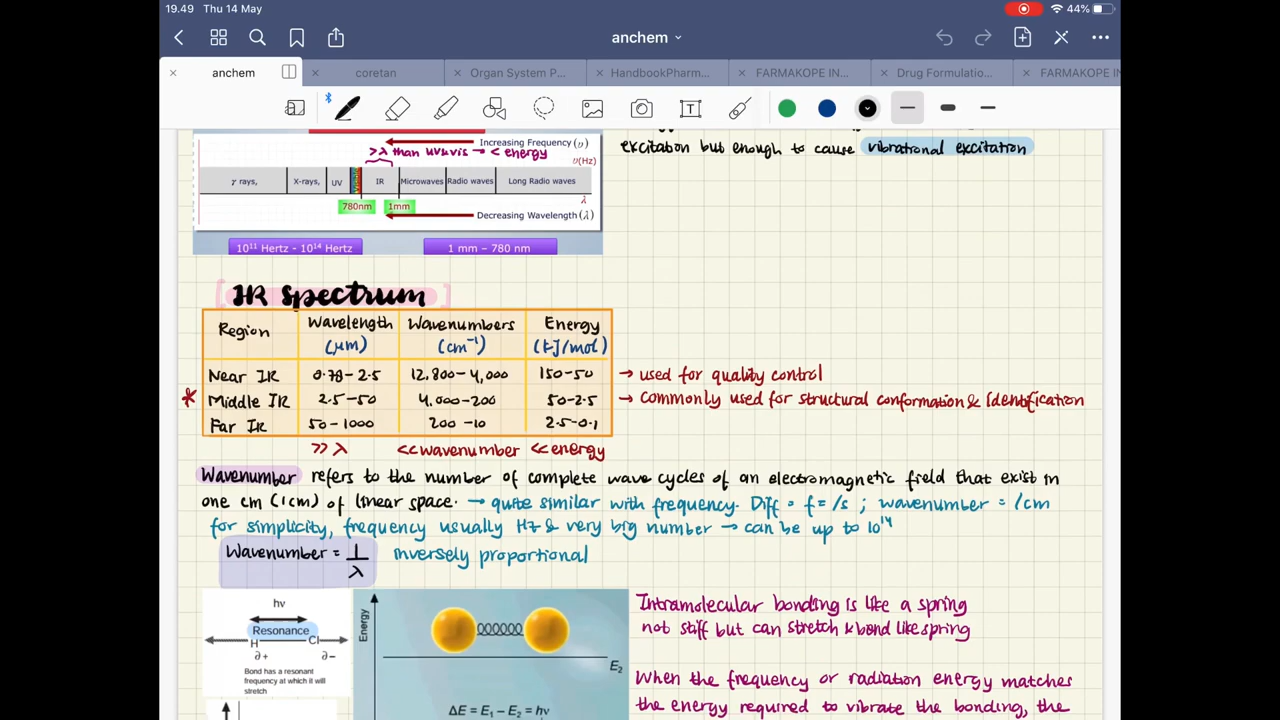 19.49 Thu 14 May
44%
anchem
anchem
coretan
Organ System P...
HandbookPharm...
FARMAKOPE IN...
Drug Formulatio...
FARMAKOPE IN
Increasing Frequency (υ)
>λ than uv&vis → < energy
υ(Hz)
γ rays,
X-rays,
UV
IR
Microwaves
Radio waves
Long Radio waves
780nm
1mm
λ
Decreasing Wavelength (λ)
10¹¹ Hertz - 10¹⁴ Hertz
1 mm – 780 nm
excitation but enough to cause vibrational excitation
[IR Spectrum]
Region Wavelength (μm) Wavenumbers (cm⁻¹) Energy (kJ/mol)
Near IR 0.78-2.5 12,800-4,000 150-50 → used for quality control
* Middle IR 2.5-50 4.000-200 50-2.5 → commonly used for structural conformation & identification
Far IR 50-1000 200-10 2.5-0.1
>> λ <<wavenumber <<energy
Wavenumber refers to the number of complete wave cycles of an electromagnetic field that exist in
one cm (1cm) of linear space. → quite similar with frequency. Diff = f=/s ; wavenumber = /cm
for simplicity, frequency usually Hz & very big number → can be up to 10¹⁴
Wavenumber = 1/λ inversely proportional
hν
Resonance
H Cl
∂+ ∂−
Bond has a resonant
frequency at which it will
stretch
Energy
E₂
ΔE = E₁ – E₂ = hν
Intramolecular bonding is like a spring
not stiff but can stretch & bond like spring
When the frequency or radiation energy matches
the energy required to vibrate the bonding, the